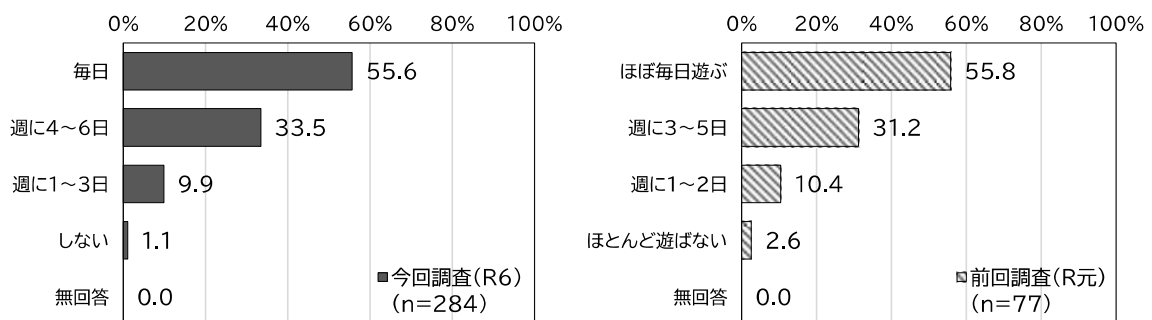 0% 20% 40% 60% 80% 100%
毎日 55.6
週に4～6日 33.5
週に1～3日 9.9
しない 1.1
無回答 0.0
今回調査(R6)
(n=284)
0% 20% 40% 60% 80% 100%
ほぼ毎日遊ぶ 55.8
週に3～5日 31.2
週に1～2日 10.4
ほとんど遊ばない 2.6
無回答 0.0
前回調査(R元)
(n=77)